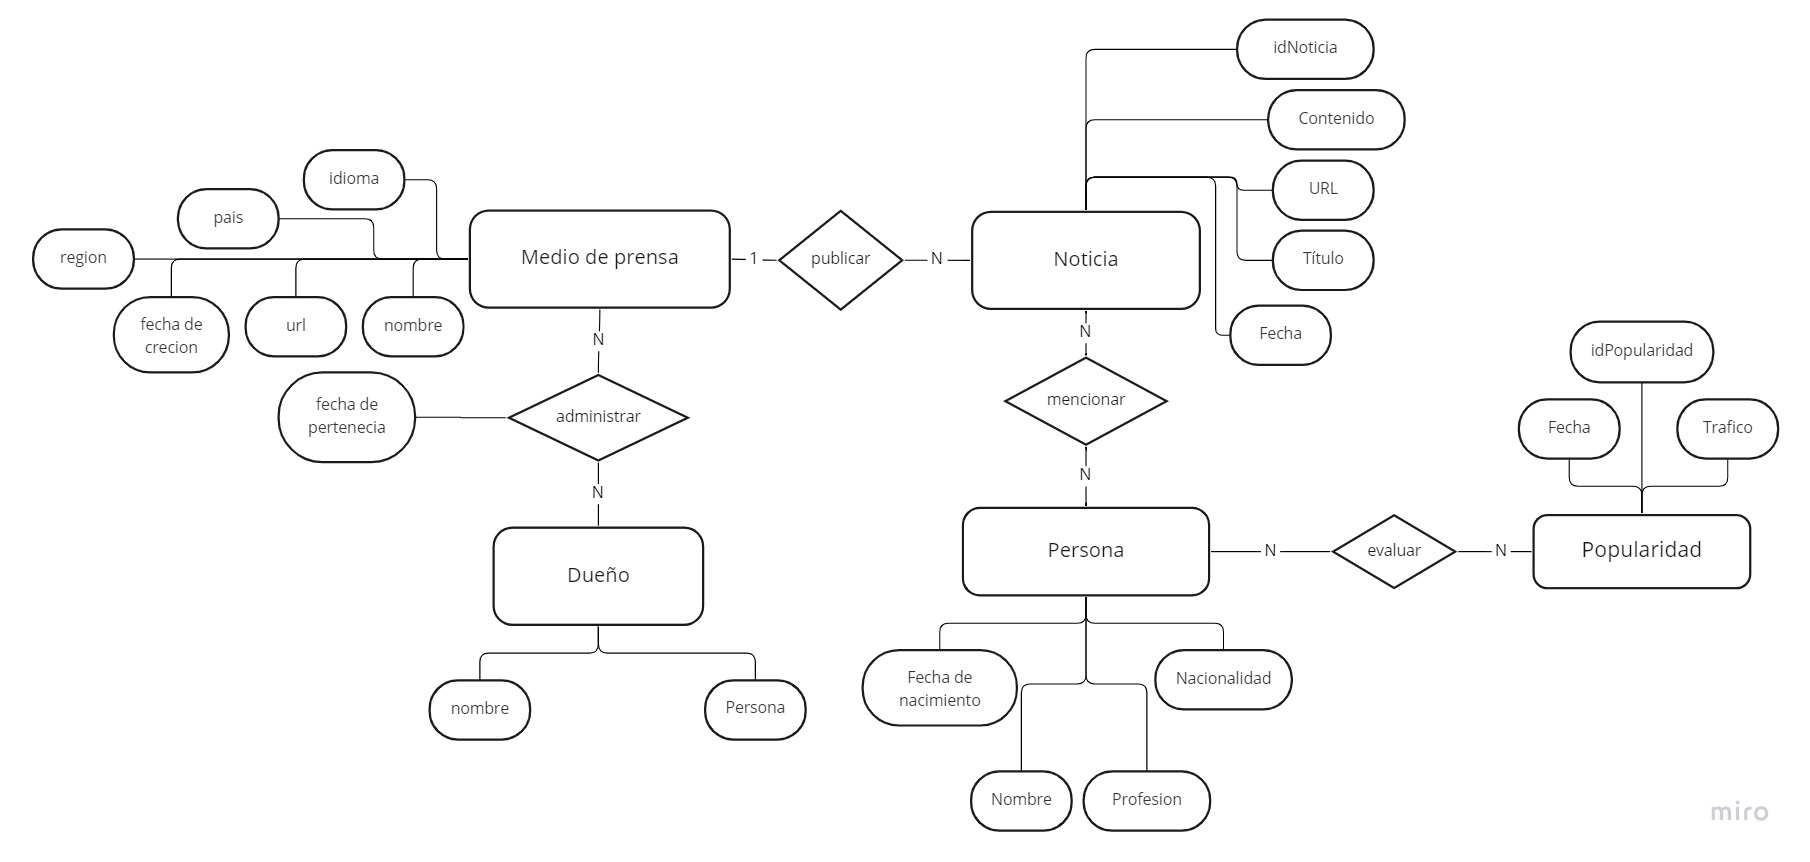 idNoticia
Contenido
idioma
URL
pais
region
Medio de prensa
1
publicar
N
Noticia
Título
fecha de
crecion
url
nombre
N
N
Fecha
idPopularidad
fecha de
pertenecia
administrar
mencionar
Fecha
Trafico
N
N
Dueño
Persona
N
evaluar
N
Popularidad
nombre
Persona
Fecha de
nacimiento
Nacionalidad
Nombre
Profesion
miro